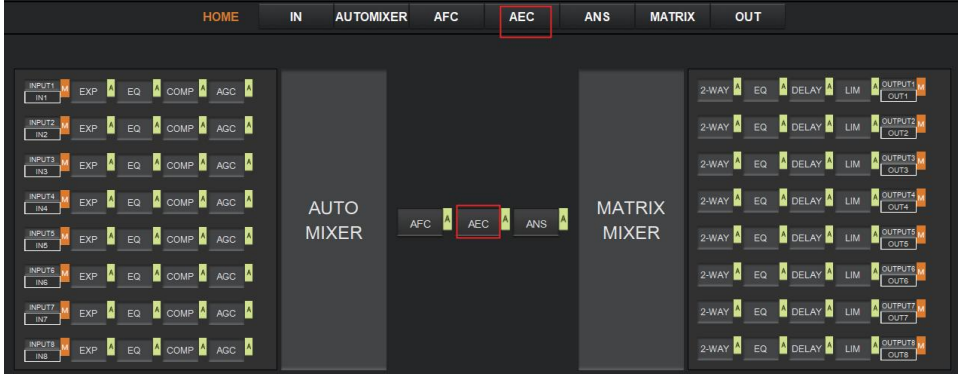 HOME IN AUTOMIXER AFC AEC ANS MATRIX OUT
INPUT1 M EXP A EQ A COMP A AGC A
IN1
INPUT2 M EXP A EQ A COMP A AGC A
IN2
INPUT3 M EXP A EQ A COMP A AGC A
IN3
INPUT4 M EXP A EQ A COMP A AGC A
IN4
INPUT5 M EXP A EQ A COMP A AGC A
IN5
INPUT6 M EXP A EQ A COMP A AGC A
IN6
INPUT7 M EXP A EQ A COMP A AGC A
IN7
INPUT8 M EXP A EQ A COMP A AGC A
IN8
AUTO
MIXER
AFC A AEC A ANS A
MATRIX
MIXER
2-WAY A EQ A DELAY A LIM A OUTPUT1 M
OUT1
2-WAY A EQ A DELAY A LIM A OUTPUT2 M
OUT2
2-WAY A EQ A DELAY A LIM A OUTPUT3 M
OUT3
2-WAY A EQ A DELAY A LIM A OUTPUT4 M
OUT4
2-WAY A EQ A DELAY A LIM A OUTPUT5 M
OUT5
2-WAY A EQ A DELAY A LIM A OUTPUT6 M
OUT6
2-WAY A EQ A DELAY A LIM A OUTPUT7 M
OUT7
2-WAY A EQ A DELAY A LIM A OUTPUT8 M
OUT8